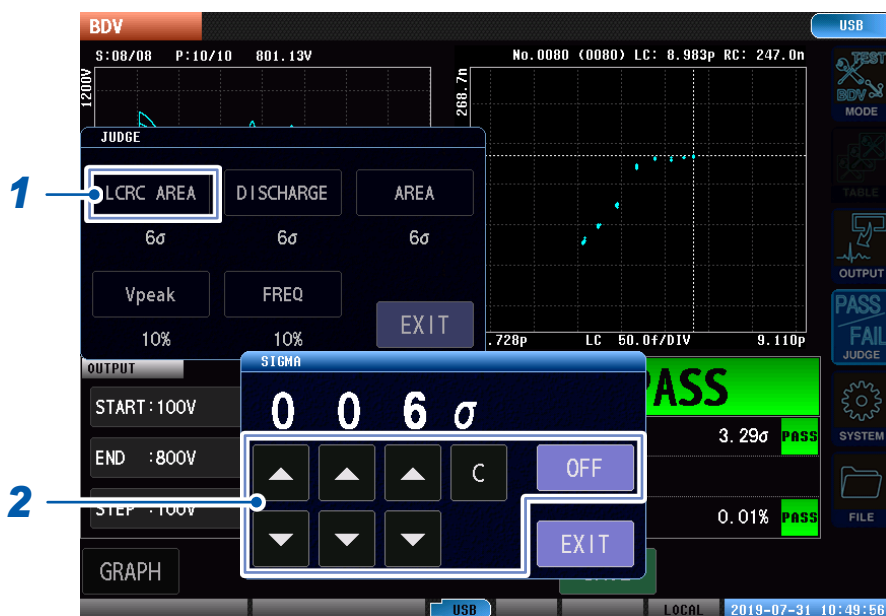 BDV
USB
S:08/08 P:10/10 801.13V
No.0080 (0080) LC: 8.983p RC: 247.0n
1200V
268.7n
TEST
BDV
MODE
JUDGE
1
LCRC AREA
DISCHARGE
AREA
6σ
6σ
6σ
TABLE
Vpeak
FREQ
EXIT
10%
10%
OUTPUT
.728p
LC 50.0f/DIV
9.110p
PASS
FAIL
JUDGE
OUTPUT
SIGMA
START:100V
0 0 6 σ
PASS
3.29σ PASS
SYSTEM
END :800V
C
OFF
2
STEP :100V
0.01% PASS
FILE
EXIT
GRAPH
USB
LOCAL
2019-07-31 10:49:56